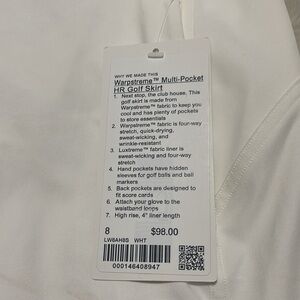 WHY WE MADE THIS
Warpstreme™ Multi-Pocket
HR Golf Skirt
1. Next stop, the club house. This
golf skirt is made from
Warpstreme™ fabric to keep you
cool and has plenty of pockets
to store essentials
2. Warpstreme™ fabric is four-way
stretch, quick-drying,
sweat-wicking, and
wrinkle-resistant
3. Luxtreme™ fabric liner is
sweat-wicking and four-way
stretch
4. Hand pockets have hidden
sleeves for golf balls and ball
markers
5. Back pockets are designed to
fit score cards
6. Attach your glove to the
waistband loops
7. High rise, 4" liner length
8 $98.00
LW8AH8S WHT
000146408947